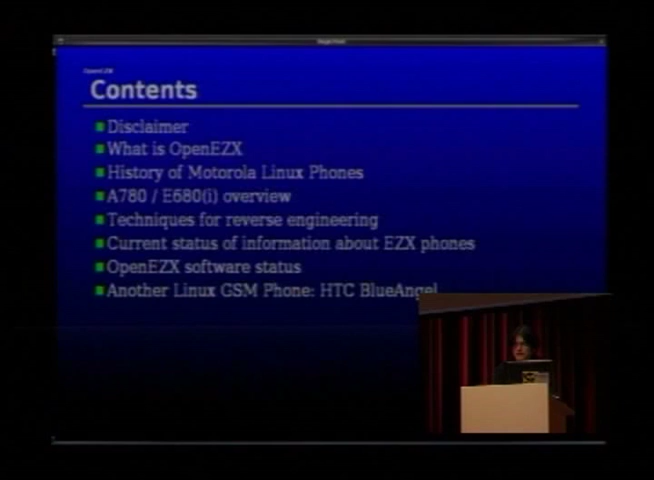 OpenEZX
Contents
Disclaimer
What is OpenEZX
History of Motorola Linux Phones
A780 / E680(i) overview
Techniques for reverse engineering
Current status of information about EZX phones
OpenEZX software status
Another Linux GSM Phone: HTC BlueAngel